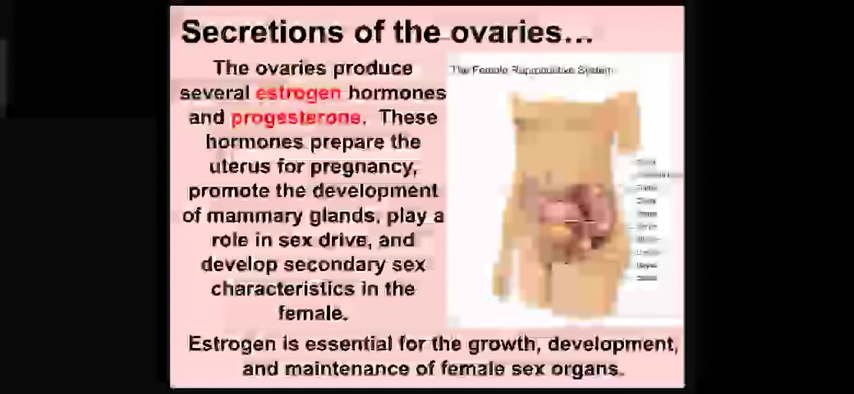 Secretions of the ovaries...
The ovaries produce
several estrogen hormones
and progesterone. These
hormones prepare the
uterus for pregnancy,
promote the development
of mammary glands, play a
role in sex drive, and
develop secondary sex
characteristics in the
female.
The Female Reproductive System
Estrogen is essential for the growth, development,
and maintenance of female sex organs.